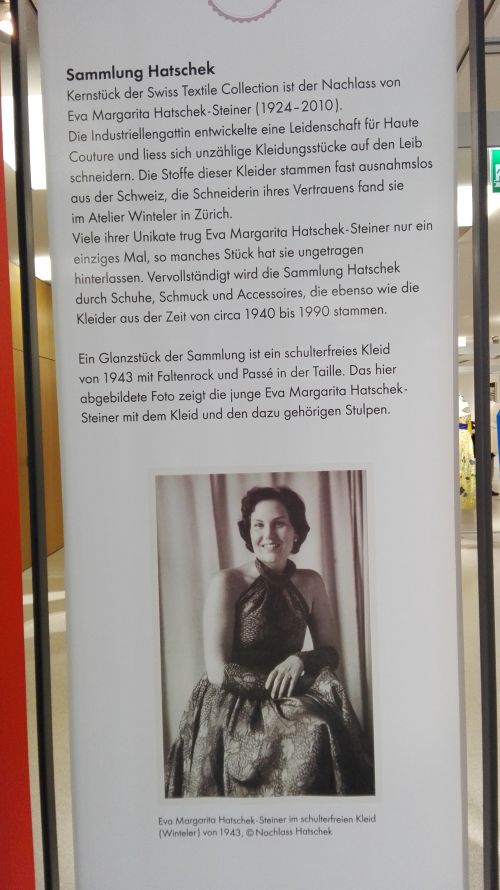 Sammlung Hatschek
Kernstück der Swiss Textile Collection ist der Nachlass von
Eva Margarita Hatschek-Steiner (1924–2010).
Die Industriellengattin entwickelte eine Leidenschaft für Haute
Couture und liess sich unzählige Kleidungsstücke auf den Leib
schneidern. Die Stoffe dieser Kleider stammen fast ausnahmslos
aus der Schweiz, die Schneiderin ihres Vertrauens fand sie
im Atelier Winteler in Zürich.
Viele ihrer Unikate trug Eva Margarita Hatschek-Steiner nur ein
einziges Mal, so manches Stück hat sie ungetragen
hinterlassen. Vervollständigt wird die Sammlung Hatschek
durch Schuhe, Schmuck und Accessoires, die ebenso wie die
Kleider aus der Zeit von circa 1940 bis 1990 stammen.
Ein Glanzstück der Sammlung ist ein schulterfreies Kleid
von 1943 mit Faltenrock und Passé in der Taille. Das hier
abgebildete Foto zeigt die junge Eva Margarita Hatschek-
Steiner mit dem Kleid und den dazu gehörigen Stulpen.
Eva Margarita Hatschek-Steiner im schulterfreien Kleid
(Winteler) von 1943, © Nachlass Hatschek